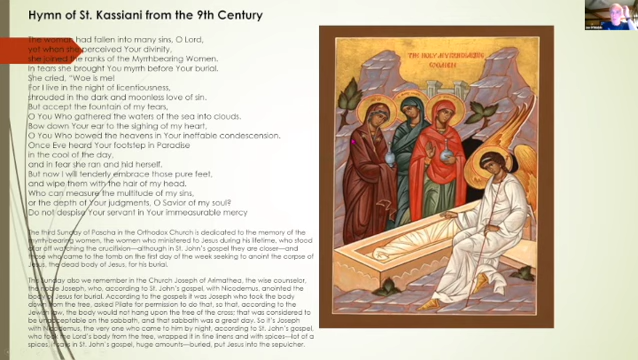 Hymn of St. Kassiani from the 9th Century
The woman had fallen into many sins, O Lord,
yet when she perceived Your divinity,
she joined the ranks of the Myrrhbearing Women.
In tears she brought You myrrh before Your burial.
She cried, "Woe is me!
For I live in the night of licentiousness,
shrouded in the dark and moonless love of sin.
But accept the fountain of my tears,
O You Who gathered the waters of the sea into clouds.
Bow down Your ear to the sighing of my heart,
O You Who bowed the heavens in Your ineffable condescension.
Once Eve heard Your footstep in Paradise
in the cool of the day,
and in fear she ran and hid herself.
But now I will tenderly embrace those pure feet,
and wipe them with the hair of my head.
Who can measure the multitude of my sins,
or the depth of Your judgments, O Savior of my soul?
Do not despise Your servant in Your immeasurable mercy
The third Sunday of Pascha in the Orthodox Church is dedicated to the memory of the
myrrh-bearing women, the women who ministered to Jesus during his lifetime, who stood
afar off watching the crucifixion—although in St. John's gospel they are closer—and
those who came to the tomb on the first day of the week seeking to anoint the corpse of
Jesus, the dead body of Jesus, for his burial.
This Sunday also we remember in the Church Joseph of Arimathea, the wise counselor,
the noble Joseph, who, according to St. John's gospel, with Nicodemus, anointed the
body of Jesus for burial. According to the gospels it was Joseph who took the body
down from the tree, asked Pilate for permission to do that, so that, according to the
Jewish law, the body would not hang upon the tree of the cross; that was considered to
be unacceptable on the sabbath, and that sabbath was a great day. So it's Joseph
with Nicodemus, the very one who came to him by night, according to St. John's gospel,
who took the Lord's body from the tree, wrapped it in fine linens and with spices—lot of a
spices, it says in St. John's gospel, huge amounts—buried, put Jesus into the sepulcher.
THE HOLY MYRRHBEARING
WOMEN